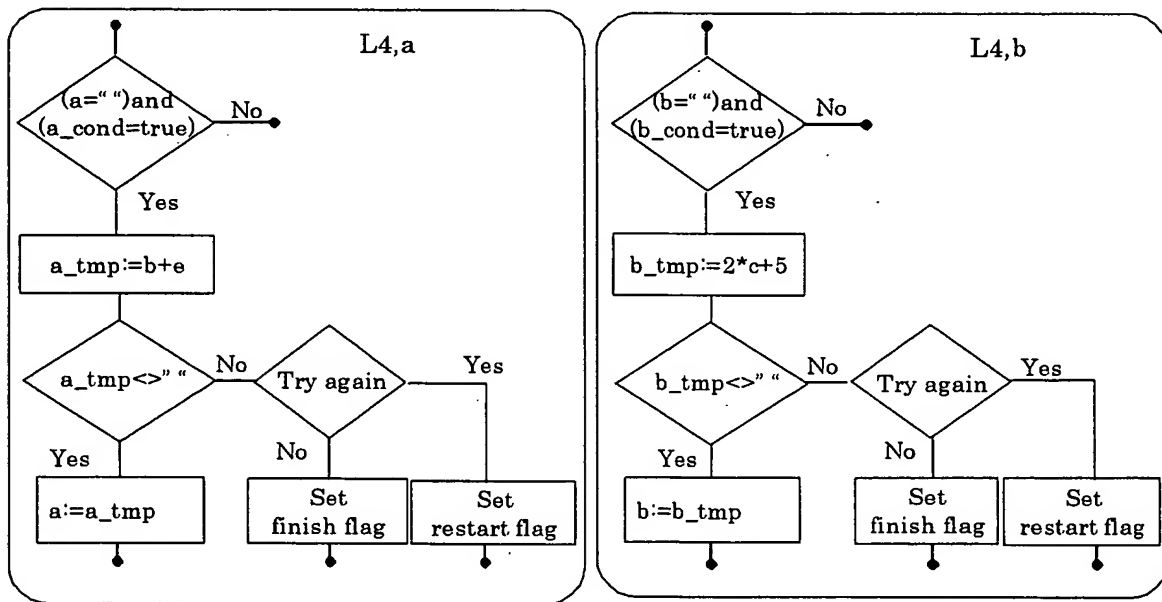 L4,a
(a=“ “)and
(a_cond=true)
No
Yes
a_tmp:=b+e
a_tmp<>” “
No
Try again
Yes
No
Yes
a:=a_tmp
Set
finish flag
Set
restart flag
L4,b
(b=“ “)and
(b_cond=true)
No
Yes
b_tmp:=2*c+5
b_tmp<>” “
No
Try again
Yes
No
Yes
b:=b_tmp
Set
finish flag
Set
restart flag